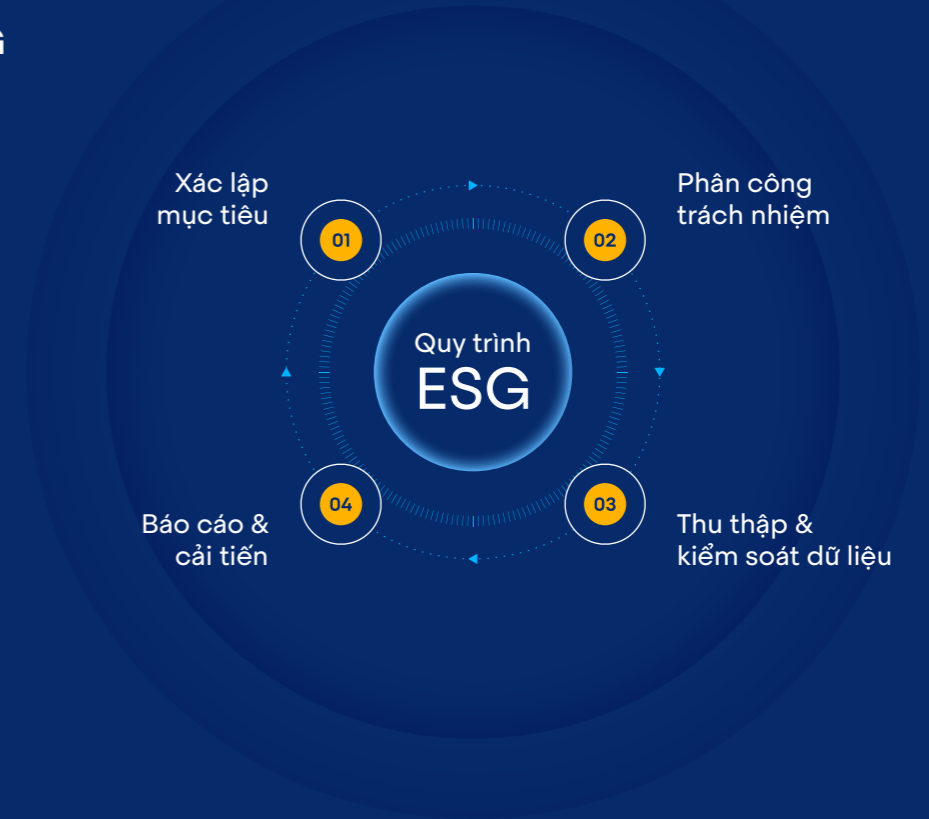 G
Xác lập
mục tiêu
01
02
Phân công
trách nhiệm
Quy trình
ESG
Báo cáo &
cải tiến
04
03
Thu thập &
kiểm soát dữ liệu